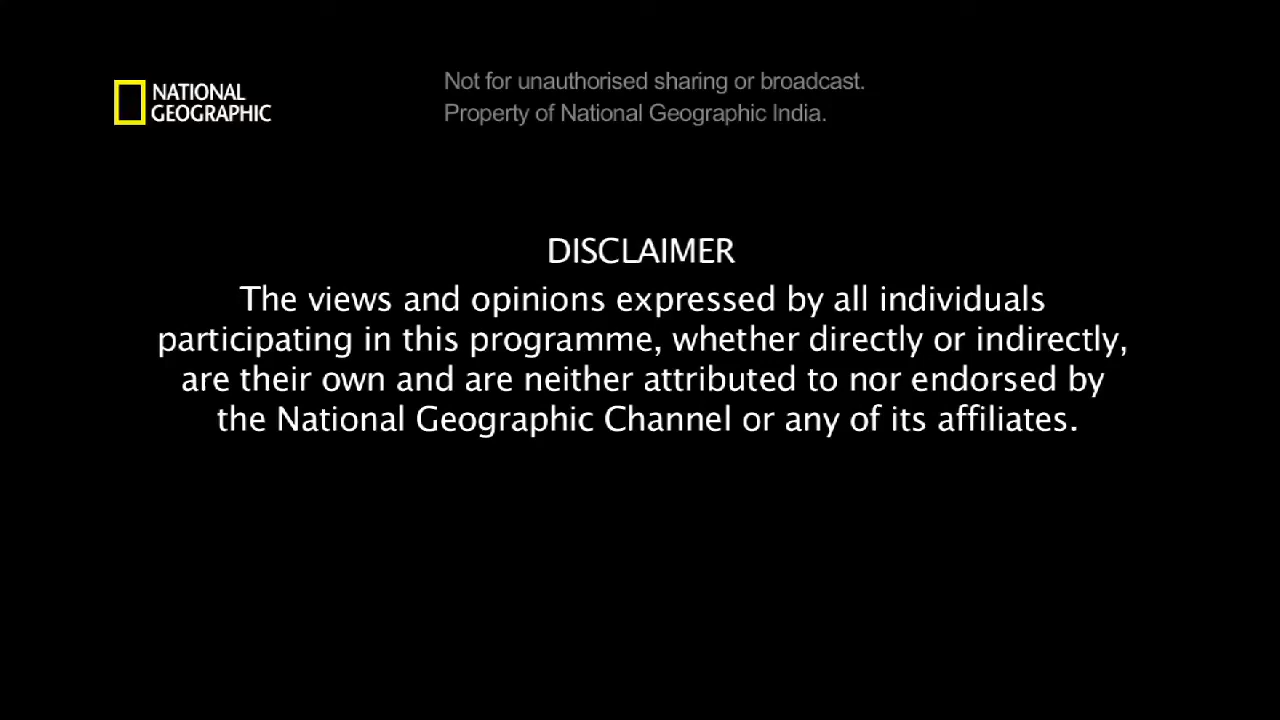 NATIONAL
GEOGRAPHIC
Not for unauthorised sharing or broadcast.
Property of National Geographic India.
DISCLAIMER
The views and opinions expressed by all individuals
participating in this programme, whether directly or indirectly,
are their own and are neither attributed to nor endorsed by
the National Geographic Channel or any of its affiliates.